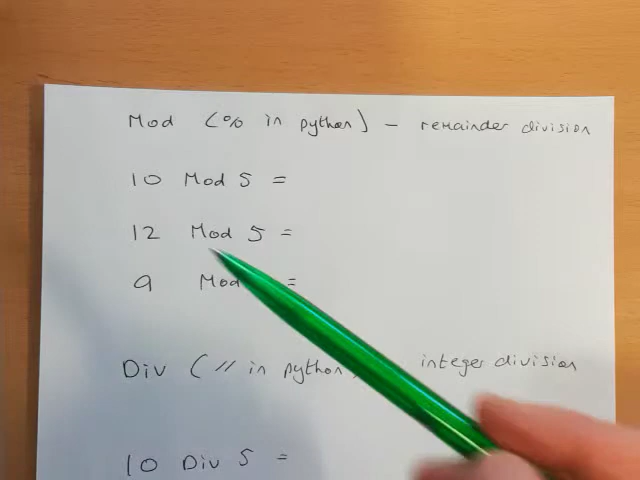 Mod (% in python) - remainder division
10 Mod 5 =
12 Mod 5 =
9 Mod =
Div (// in python) integer division
10 Div 5 =